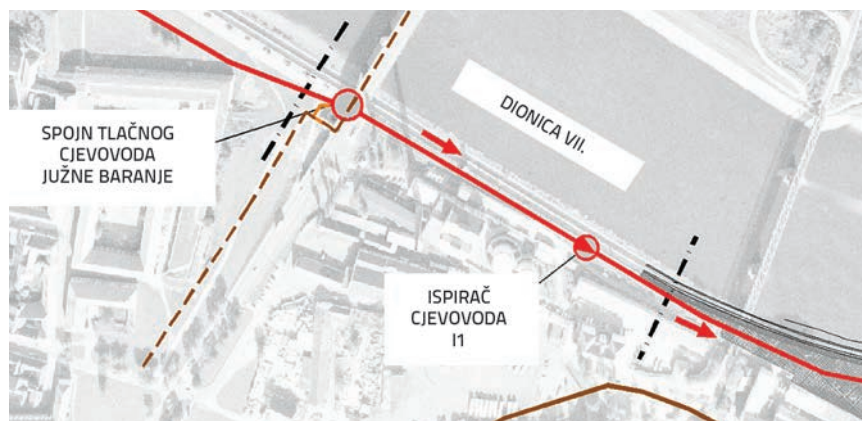 SPOJN TLAČNOG
CJEVOVODA
JUŽNE BARANJE
DIONICA VII.
ISPIRAČ
CJEVOVODA
I1